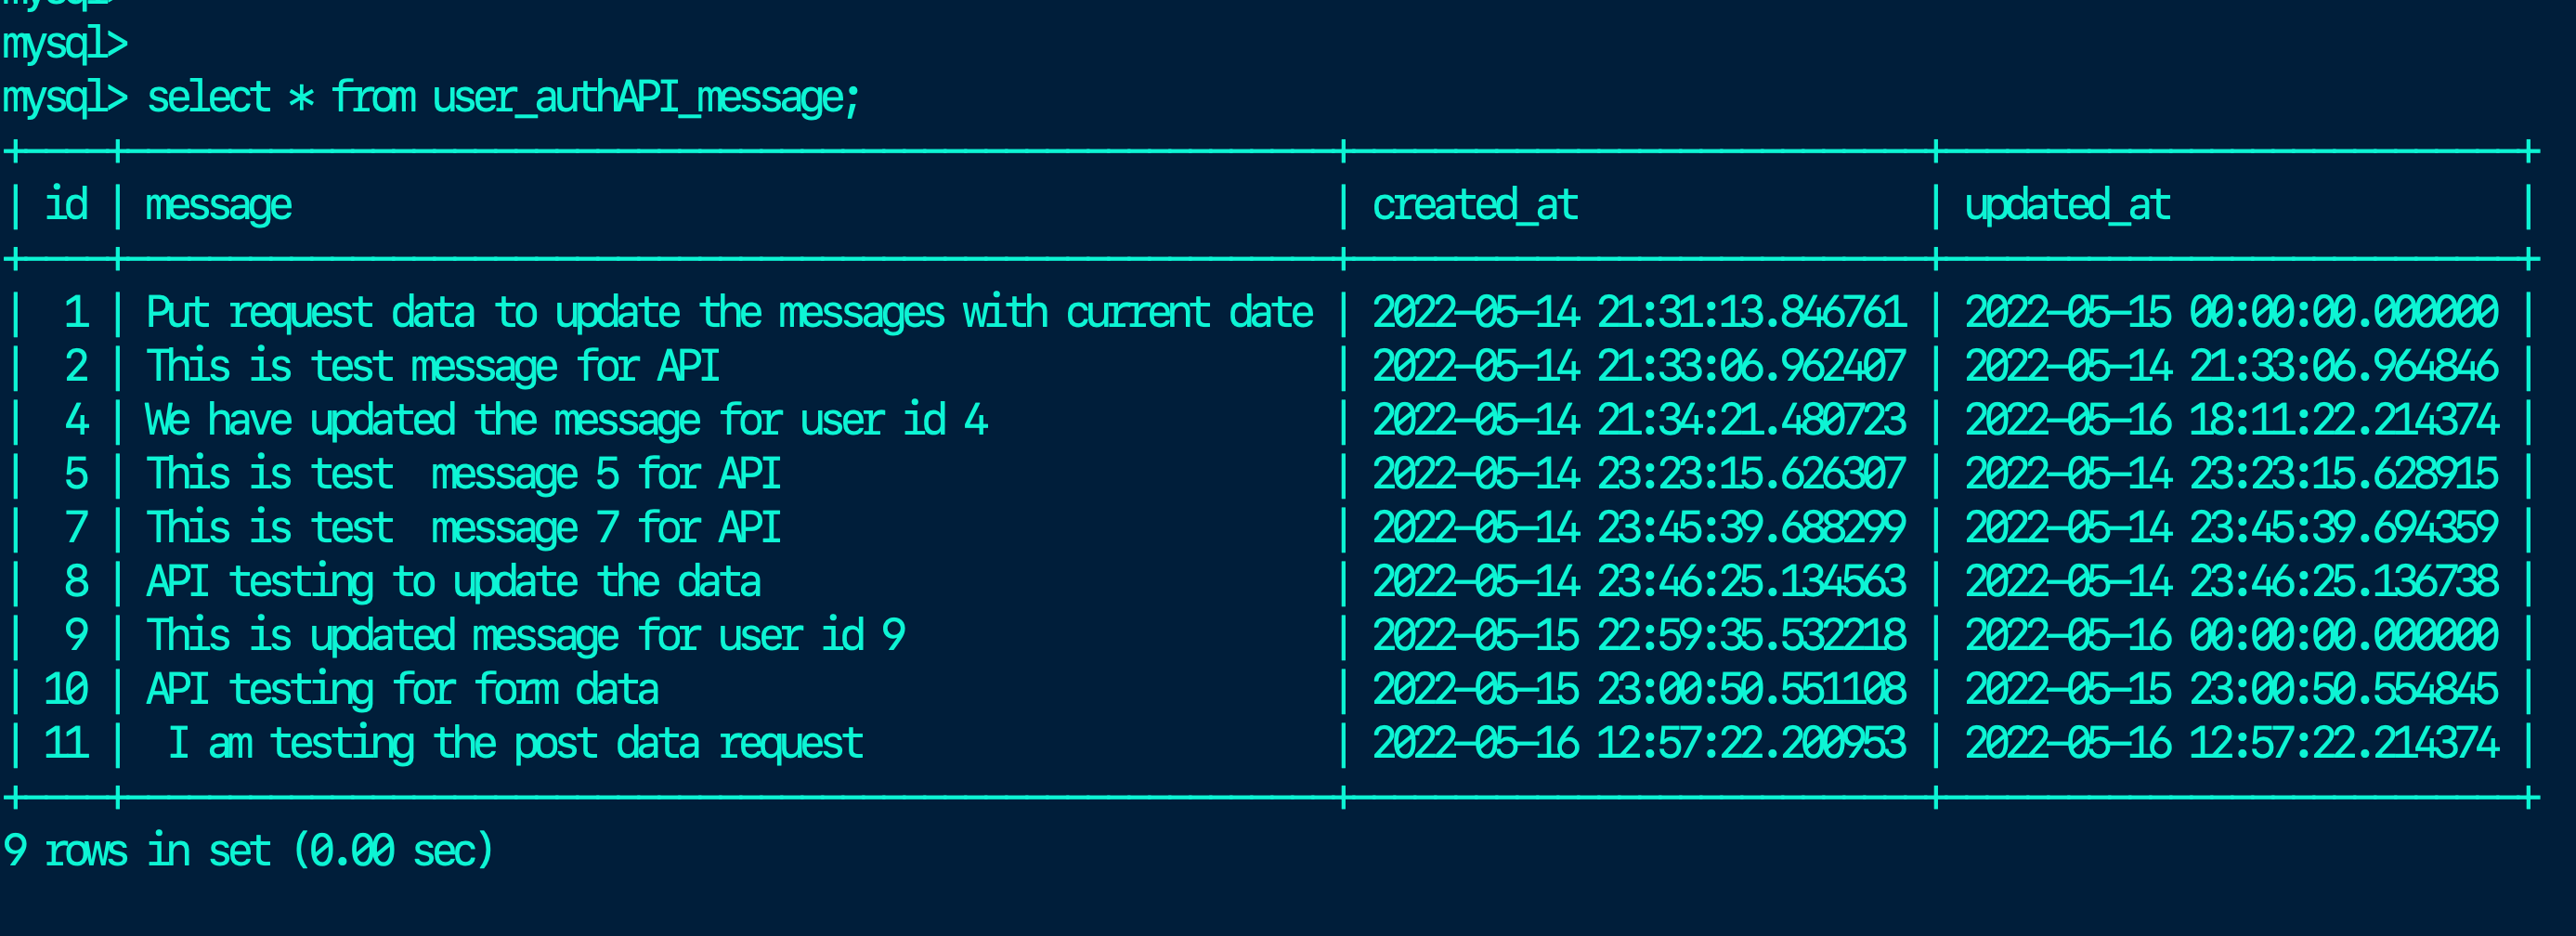 mysql>
mysql>
mysql> select * from user_authAPI_message;
+----+---------------------------------------------------------+----------------------------+----------------------------+
| id | message                                                 | created_at                 | updated_at                 |
+----+---------------------------------------------------------+----------------------------+----------------------------+
|  1 | Put request data to update the messages with current date | 2022-05-14 21:31:13.846761 | 2022-05-15 00:00:00.000000 |
|  2 | This is test message for API                            | 2022-05-14 21:33:06.962407 | 2022-05-14 21:33:06.964846 |
|  4 | We have updated the message for user id 4               | 2022-05-14 21:34:21.480723 | 2022-05-16 18:11:22.214374 |
|  5 | This is test  message 5 for API                         | 2022-05-14 23:23:15.626307 | 2022-05-14 23:23:15.628915 |
|  7 | This is test  message 7 for API                         | 2022-05-14 23:45:39.688299 | 2022-05-14 23:45:39.694359 |
|  8 | API testing to update the data                          | 2022-05-14 23:46:25.134563 | 2022-05-14 23:46:25.136738 |
|  9 | This is updated message for user id 9                   | 2022-05-15 22:59:35.532218 | 2022-05-16 00:00:00.000000 |
| 10 | API testing for form data                               | 2022-05-15 23:00:50.551108 | 2022-05-15 23:00:50.554845 |
| 11 |  I am testing the post data request                     | 2022-05-16 12:57:22.200953 | 2022-05-16 12:57:22.214374 |
+----+---------------------------------------------------------+----------------------------+----------------------------+
9 rows in set (0.00 sec)